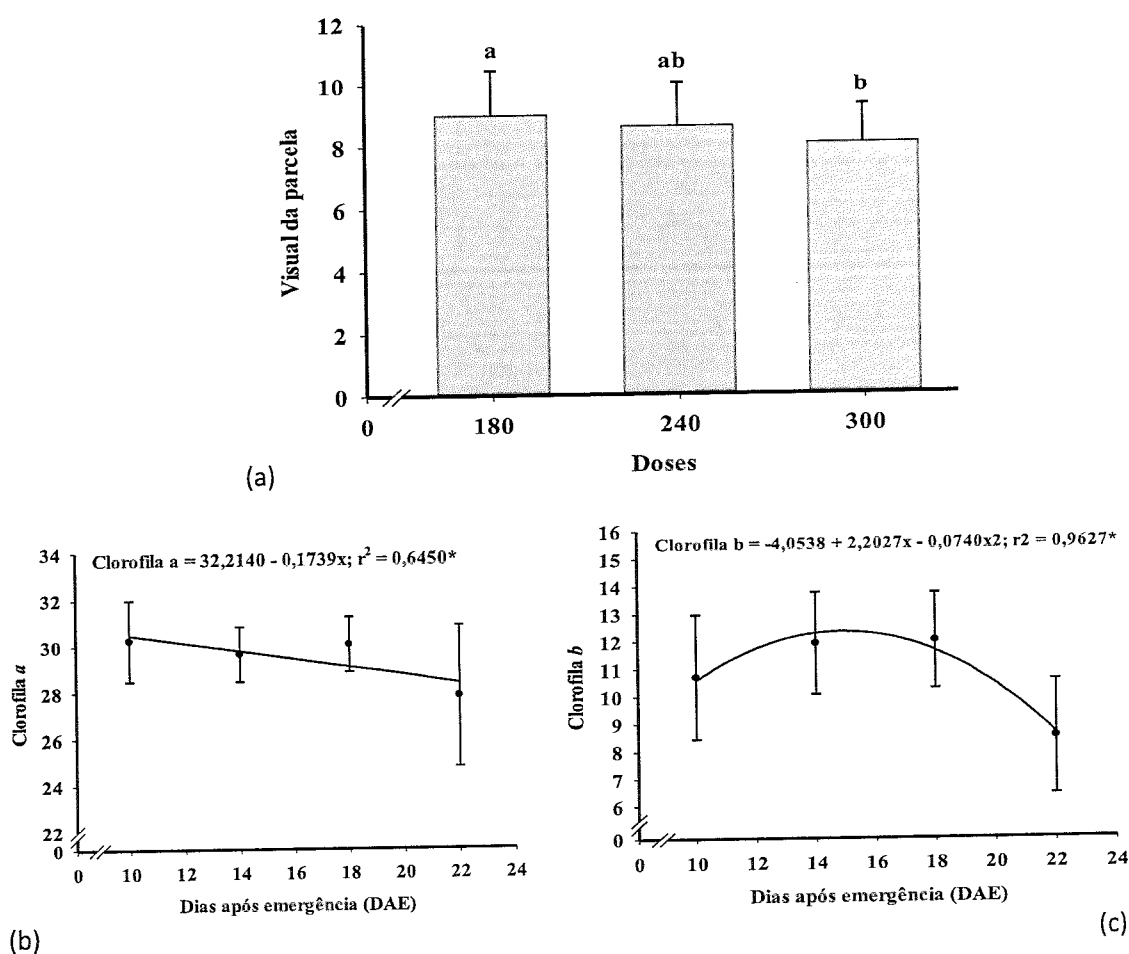 12
10
8
6
4
2
0
Visual da parcela
a
ab
b
0
180
240
300
Doses
(a)
34
32
30
28
26
24
22
0
Clorofila a
Clorofila a = 32,2140 - 0,1739x; r² = 0,6450*
0 10 12 14 16 18 20 22 24
Dias após emergência (DAE)
(b)
16
15
14
13
12
11
10
9
8
7
6
0
Clorofila b
Clorofila b = -4,0538 + 2,2027x - 0,0740x2; r2 = 0,9627*
0 10 12 14 16 18 20 22 24
Dias após emergência (DAE)
(c)